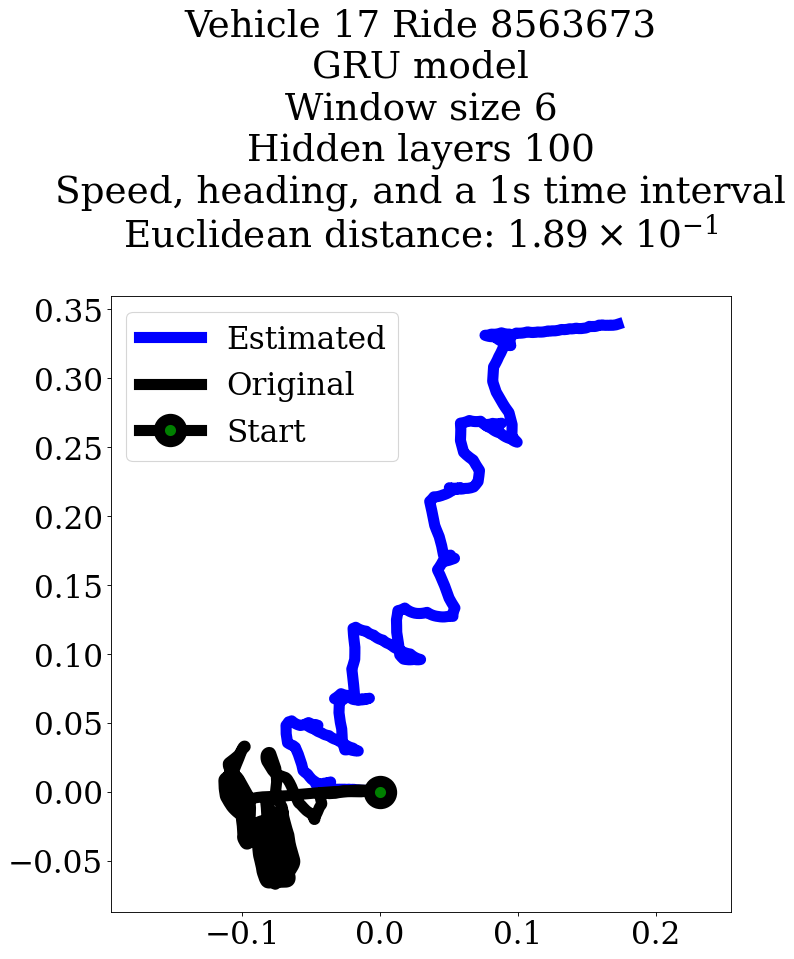 Vehicle 17 Ride 8563673
GRU model
Window size 6
Hidden layers 100
Speed, heading, and a 1s time interval
Euclidean distance: 1.89 × 10⁻¹
Estimated
Original
Start
0.35
0.30
0.25
0.20
0.15
0.10
0.05
0.00
−0.05
−0.1 0.0 0.1 0.2